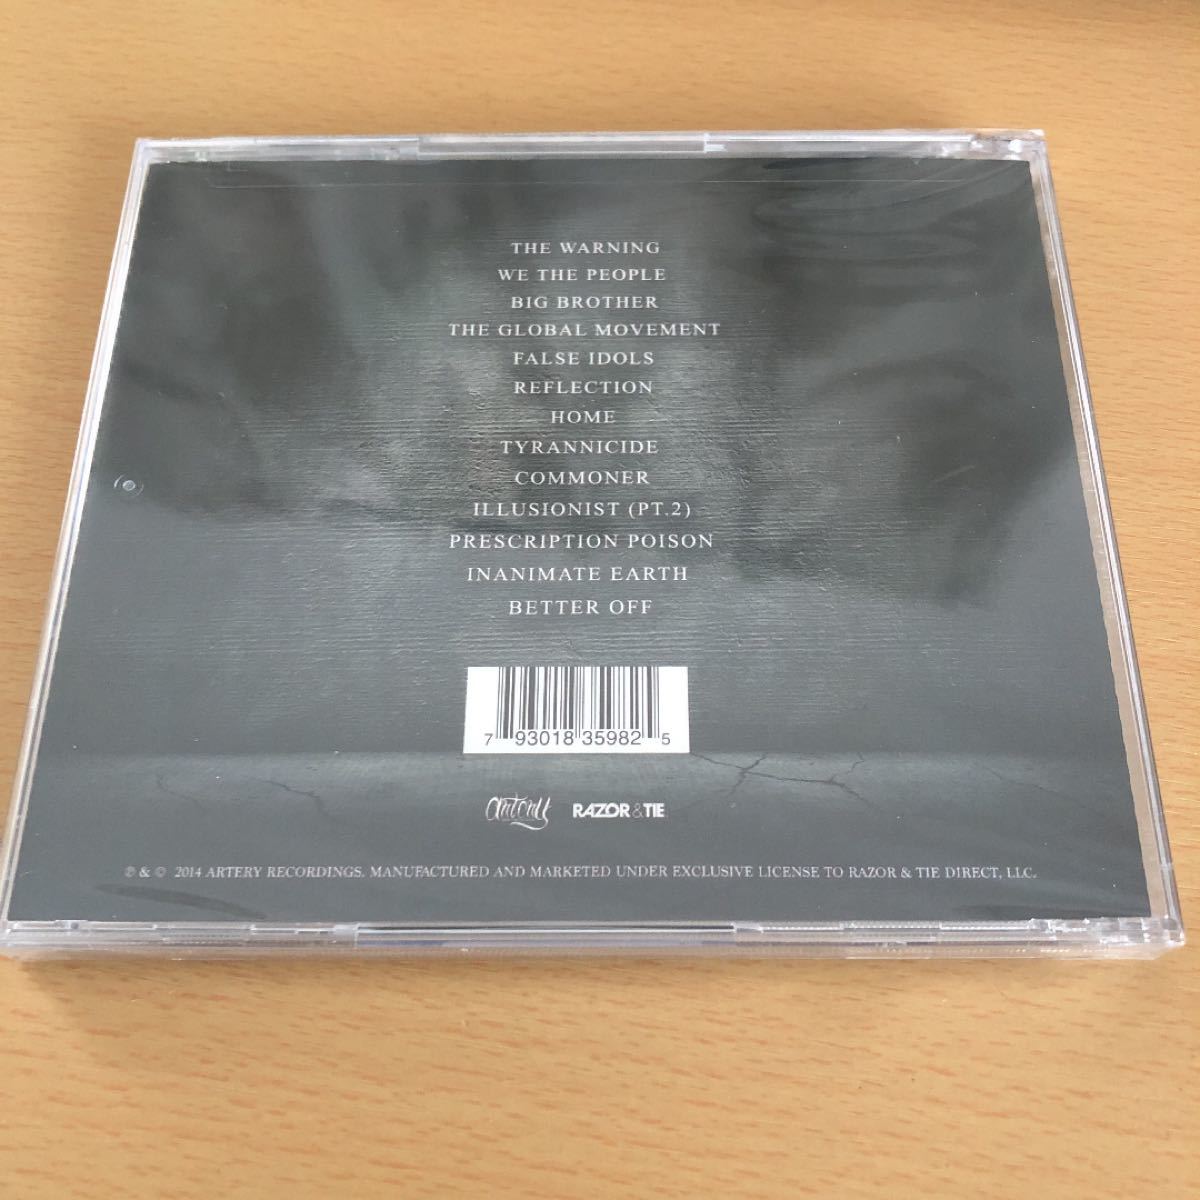 THE WARNING
WE THE PEOPLE
BIG BROTHER
THE GLOBAL MOVEMENT
FALSE IDOLS
REFLECTION
HOME
TYRANNICIDE
COMMONER
ILLUSIONIST (PT.2)
PRESCRIPTION POISON
INANIMATE EARTH
BETTER OFF
7 93018 35982 5
artery RAZOR & TIE
℗ & © 2014 ARTERY RECORDINGS. MANUFACTURED AND MARKETED UNDER EXCLUSIVE LICENSE TO RAZOR & TIE DIRECT, LLC.